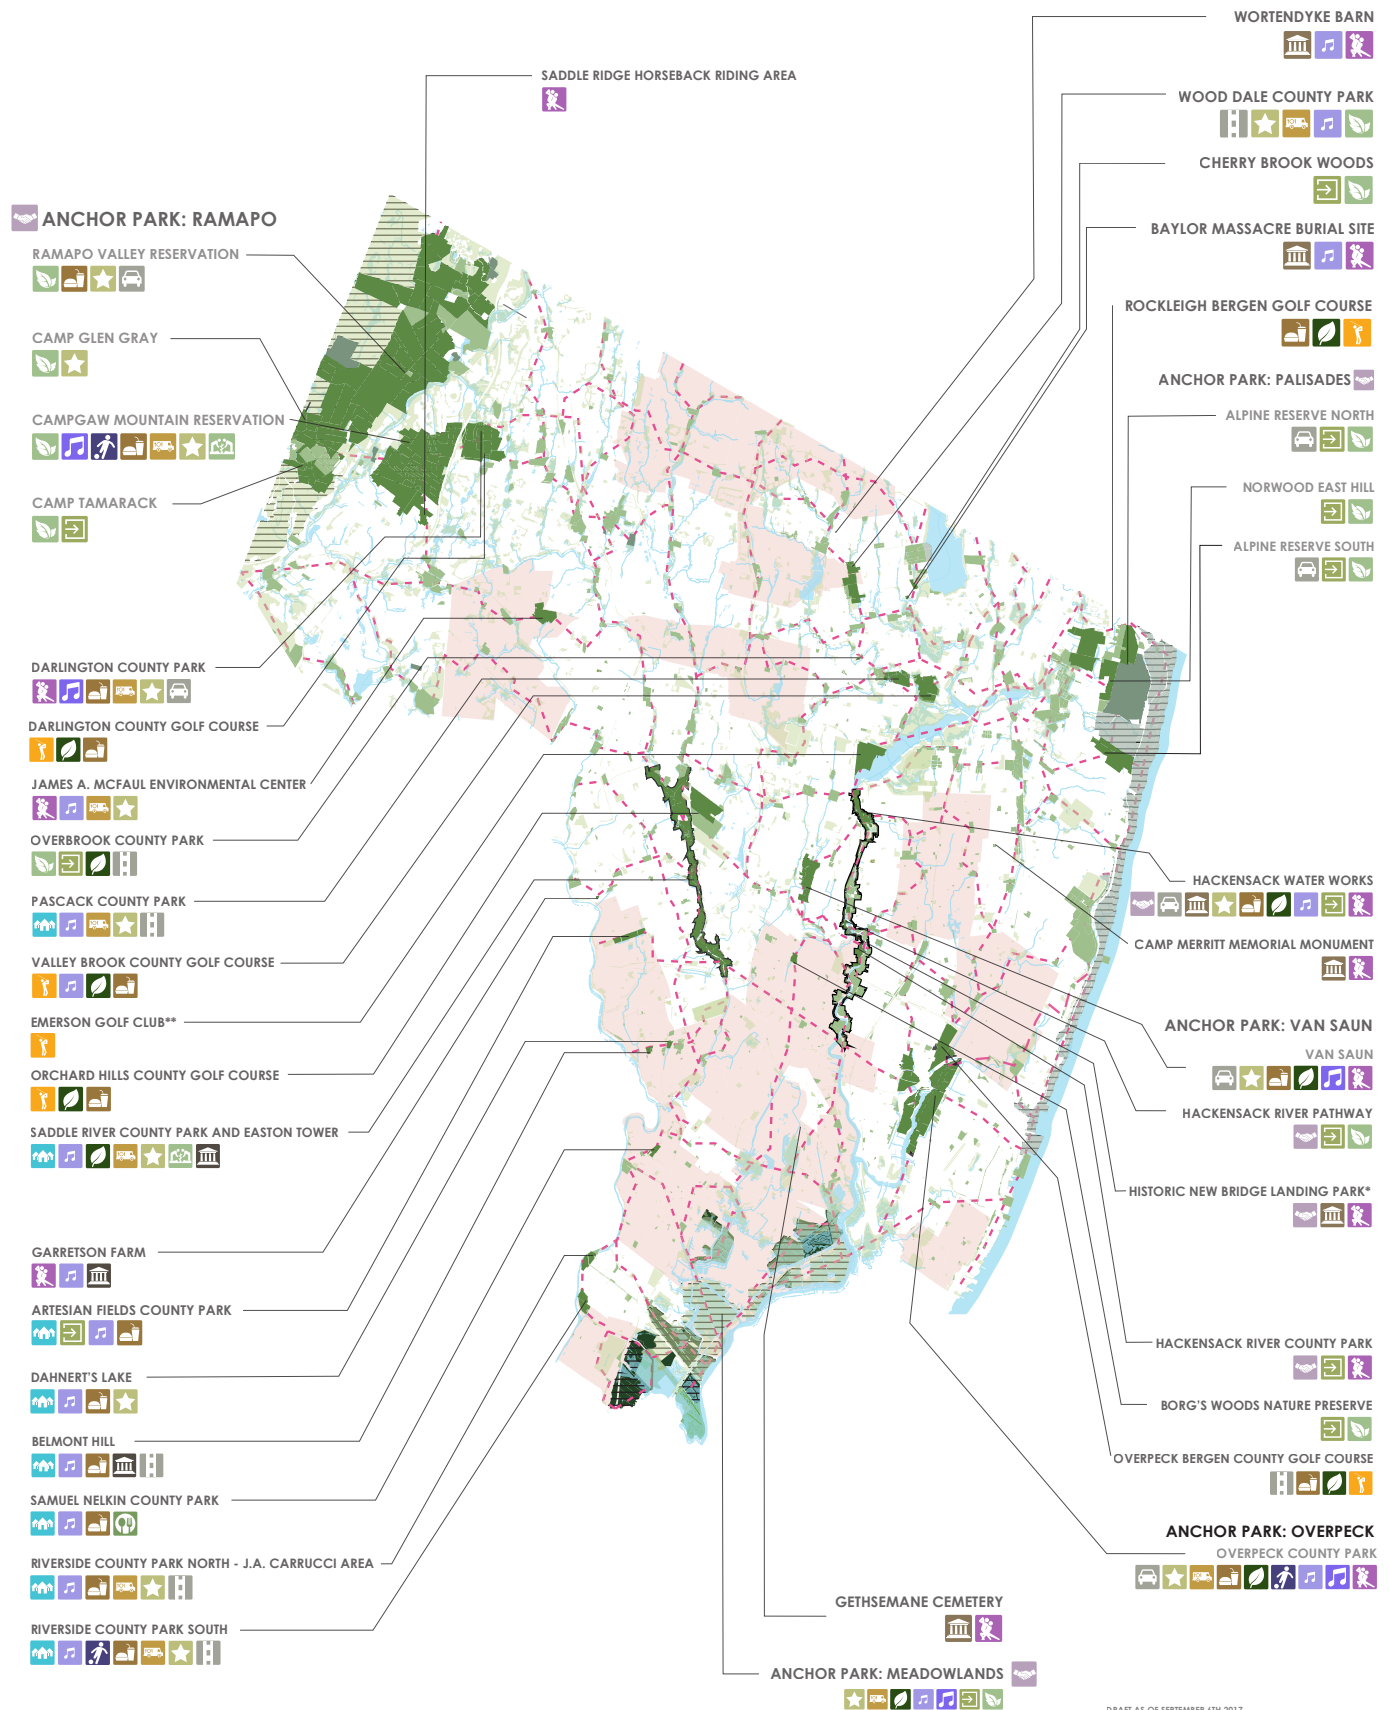 WORTENDYKE BARN
SADDLE RIDGE HORSEBACK RIDING AREA
WOOD DALE COUNTY PARK
CHERRY BROOK WOODS
ANCHOR PARK: RAMAPO
BAYLOR MASSACRE BURIAL SITE
RAMAPO VALLEY RESERVATION
ROCKLEIGH BERGEN GOLF COURSE
CAMP GLEN GRAY
ANCHOR PARK: PALISADES
CAMPGAW MOUNTAIN RESERVATION
ALPINE RESERVE NORTH
CAMP TAMARACK
NORWOOD EAST HILL
ALPINE RESERVE SOUTH
DARLINGTON COUNTY PARK
DARLINGTON COUNTY GOLF COURSE
JAMES A. MCFAUL ENVIRONMENTAL CENTER
OVERBROOK COUNTY PARK
PASCACK COUNTY PARK
VALLEY BROOK COUNTY GOLF COURSE
EMERSON GOLF CLUB**
ORCHARD HILLS COUNTY GOLF COURSE
SADDLE RIVER COUNTY PARK AND EASTON TOWER
GARRETSON FARM
ARTESIAN FIELDS COUNTY PARK
DAHNERT'S LAKE
BELMONT HILL
SAMUEL NELKIN COUNTY PARK
RIVERSIDE COUNTY PARK NORTH - J.A. CARRUCCI AREA
RIVERSIDE COUNTY PARK SOUTH
HACKENSACK WATER WORKS
CAMP MERRITT MEMORIAL MONUMENT
ANCHOR PARK: VAN SAUN
VAN SAUN
HACKENSACK RIVER PATHWAY
HISTORIC NEW BRIDGE LANDING PARK*
HACKENSACK RIVER COUNTY PARK
BORG'S WOODS NATURE PRESERVE
OVERPECK BERGEN COUNTY GOLF COURSE
ANCHOR PARK: OVERPECK
OVERPECK COUNTY PARK
GETHSEMANE CEMETERY
ANCHOR PARK: MEADOWLANDS
DRAFT AS OF SEPTEMBER 6TH 2017